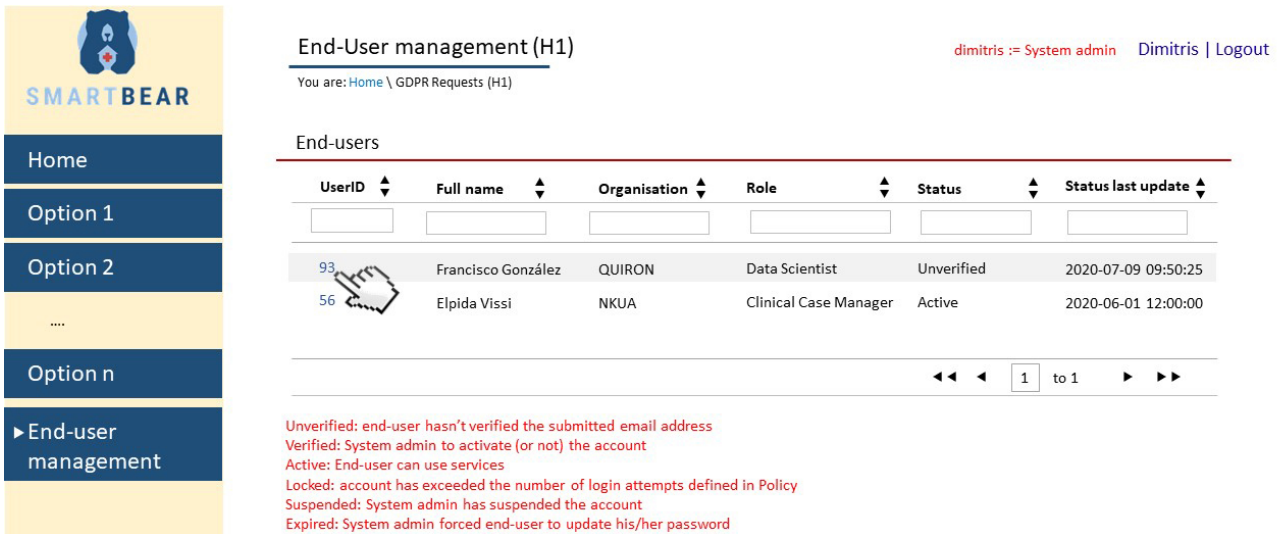 SMARTBEAR
Home
Option 1
Option 2
....
Option n
End-user
management
End-User management (H1)
dimitris := System admin Dimitris | Logout
You are: Home \ GDPR Requests (H1)
End-users
UserID Full name Organisation Role Status Status last update
93 Francisco González QUIRON Data Scientist Unverified 2020-07-09 09:50:25
56 Elpida Vissi NKUA Clinical Case Manager Active 2020-06-01 12:00:00
1 to 1
Unverified: end-user hasn't verified the submitted email address
Verified: System admin to activate (or not) the account
Active: End-user can use services
Locked: account has exceeded the number of login attempts defined in Policy
Suspended: System admin has suspended the account
Expired: System admin forced end-user to update his/her password